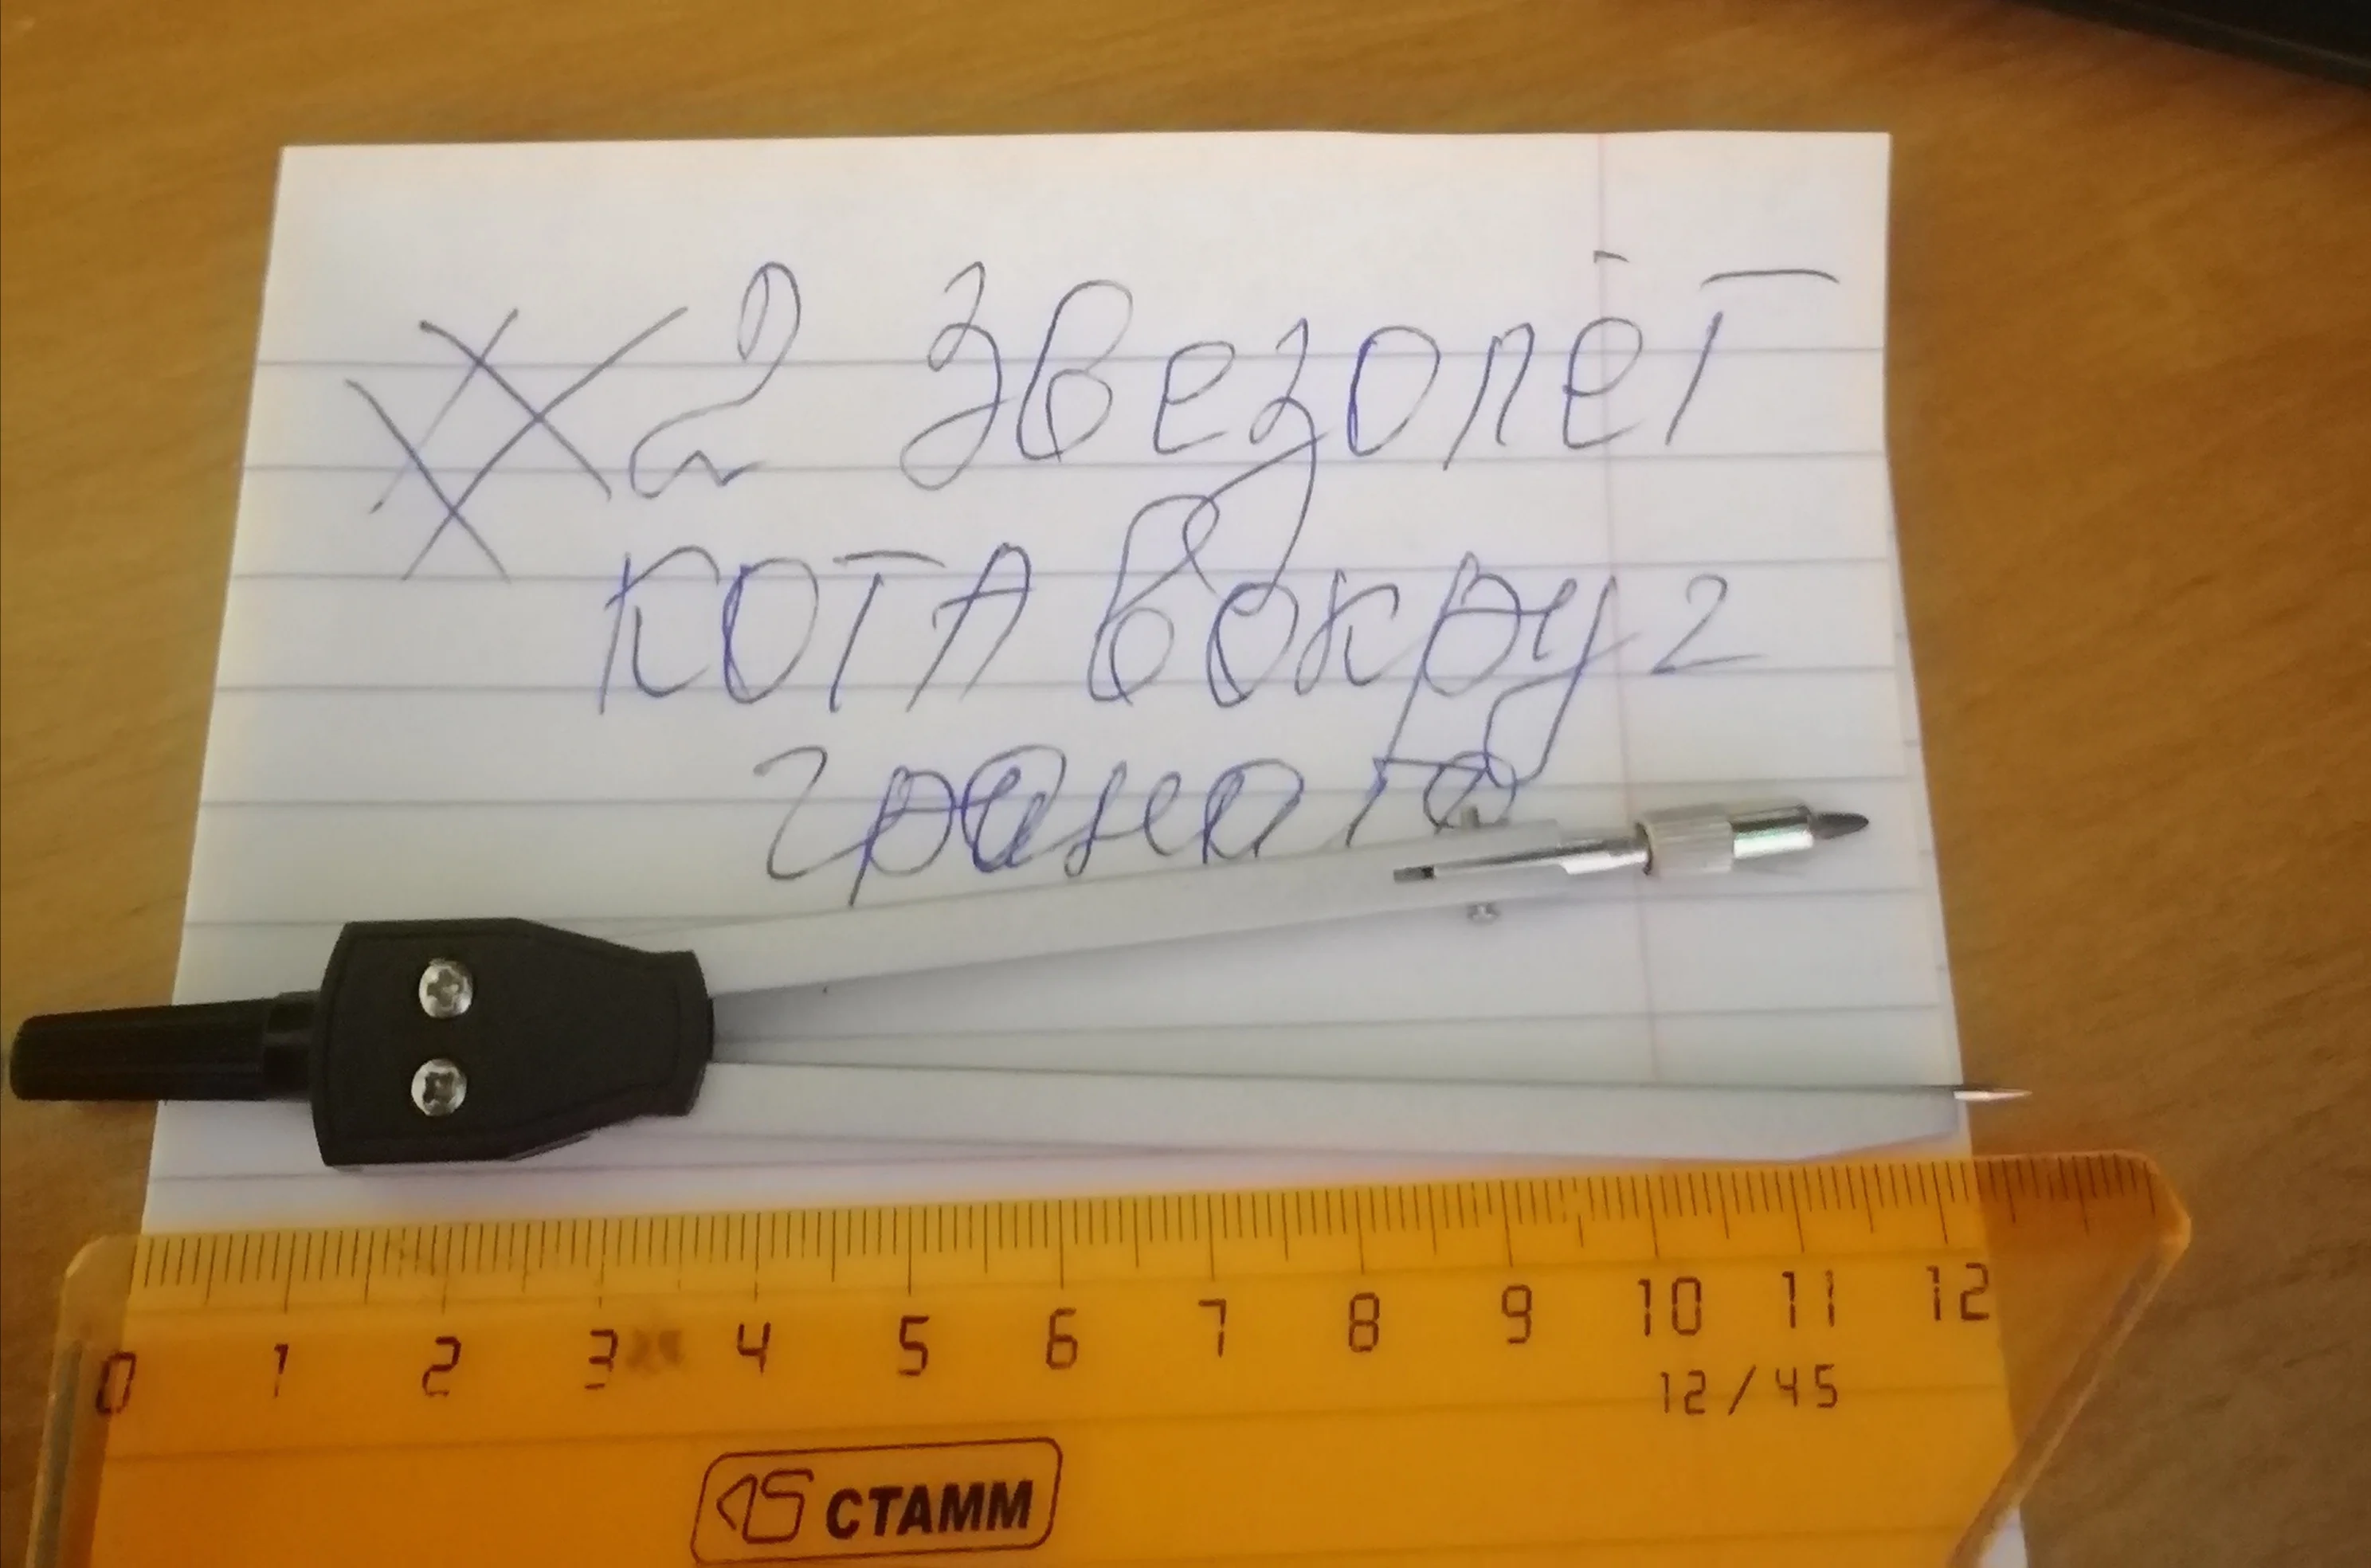 XX2 звезолёт
кота вокруг
граната
0 1 2 3 4 5 6 7 8 9 10 11 12
12/45
СТАММ